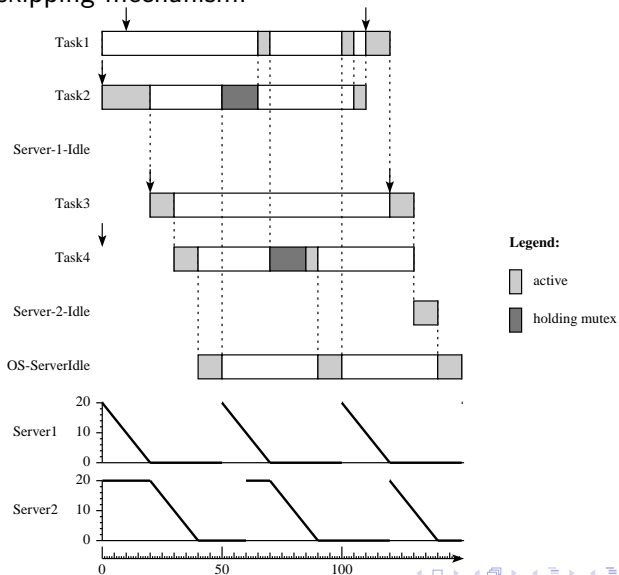 skipping mechanism.
Task1
Task2
Server-1-Idle
Task3
Task4
Server-2-Idle
OS-ServerIdle
Legend:
active
holding mutex
20
Server1 10
0
20
Server2 10
0
0 100